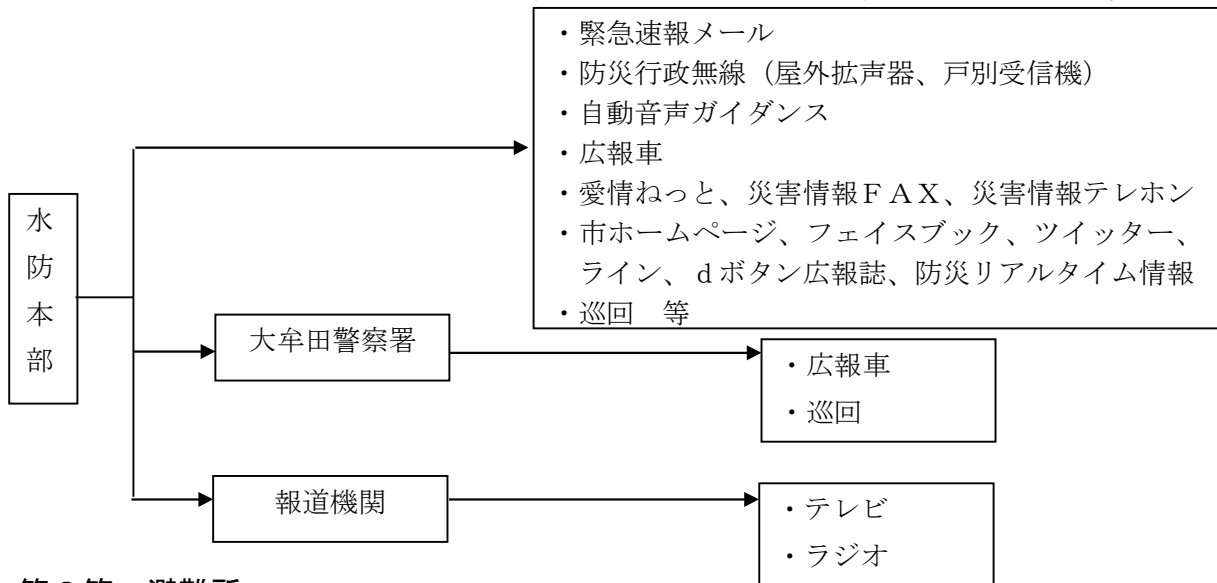 ・緊急速報メール
・防災行政無線（屋外拡声器、戸別受信機）
・自動音声ガイダンス
・広報車
・愛情ねっと、災害情報ＦＡＸ、災害情報テレホン
・市ホームページ、フェイスブック、ツイッター、
ライン、ｄボタン広報誌、防災リアルタイム情報
・巡回　等
水防本部
大牟田警察署
・広報車
・巡回
報道機関
・テレビ
・ラジオ